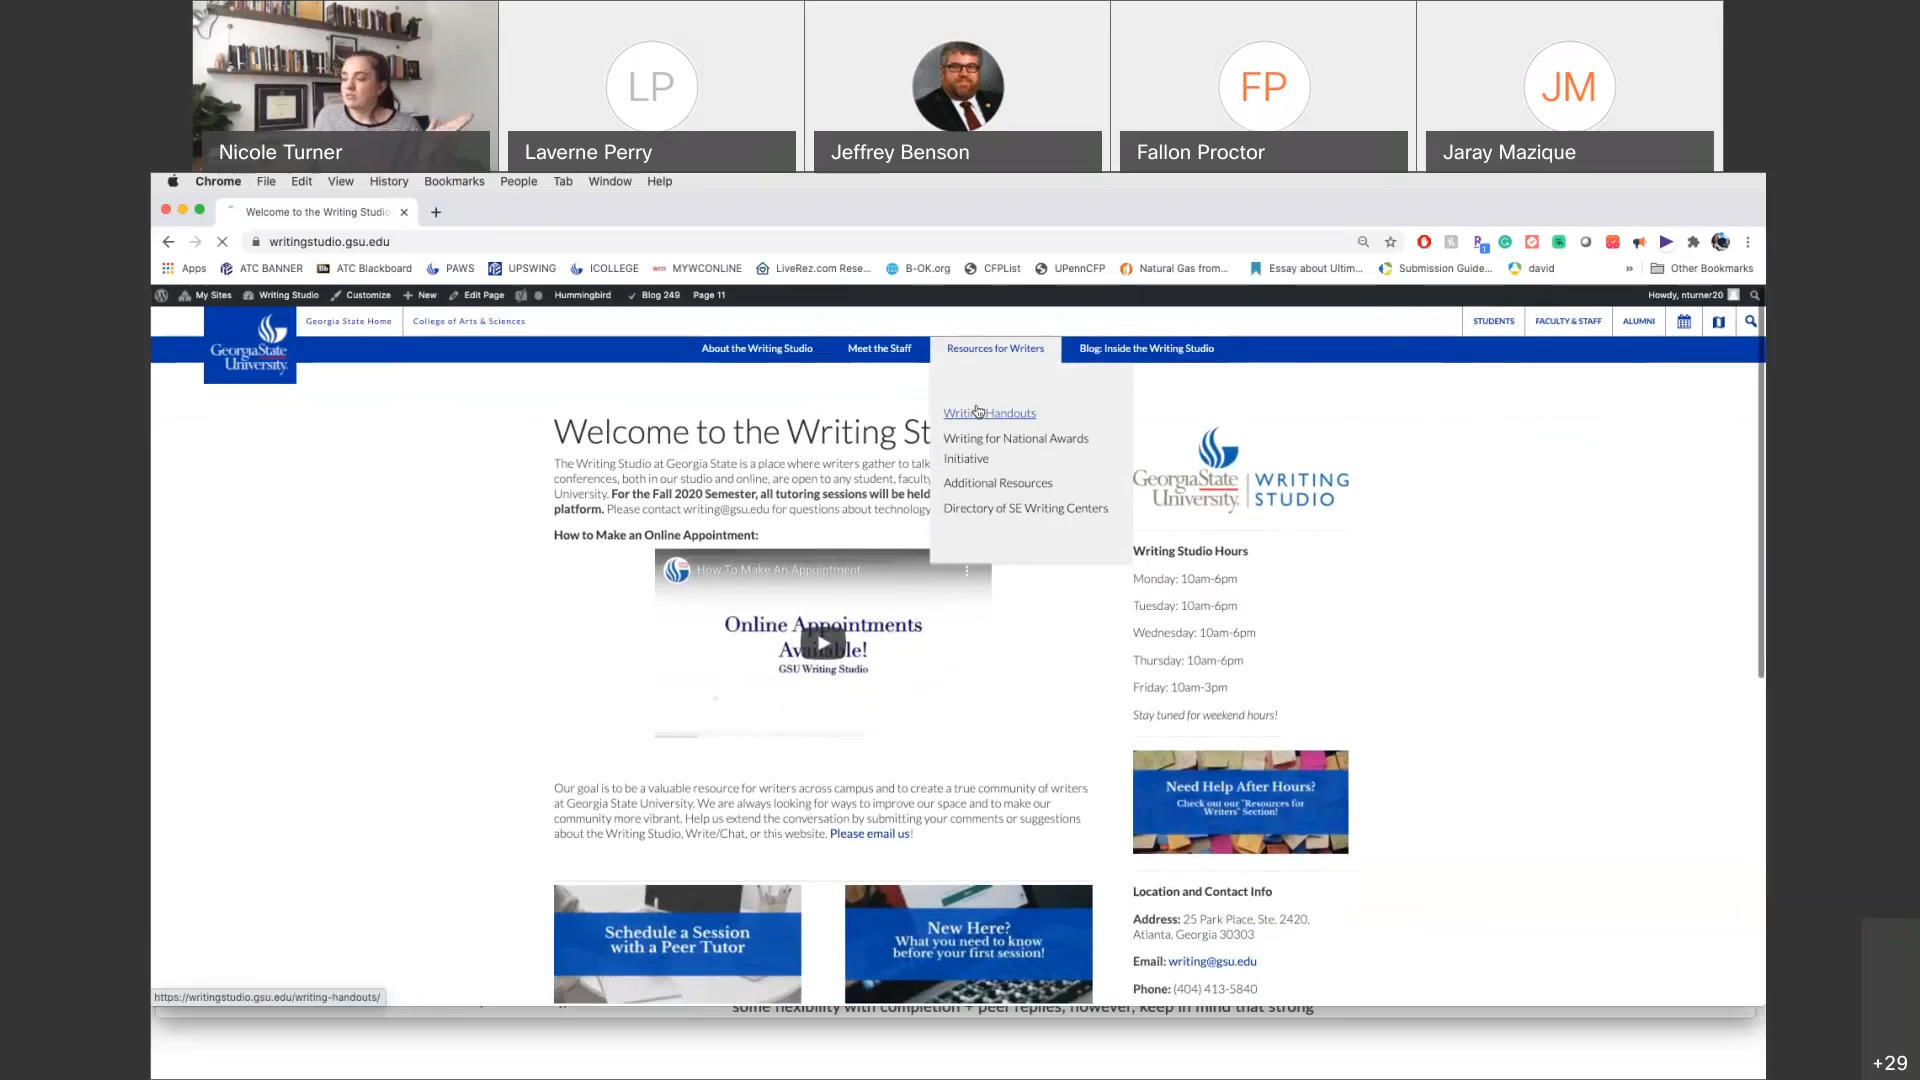 LP
FP
JM
Nicole Turner
Laverne Perry
Jeffrey Benson
Fallon Proctor
Jaray Mazique
Chrome File Edit View History Bookmarks People Tab Window Help
Welcome to the Writing Studio
writingstudio.gsu.edu
Apps ATC BANNER ATC Blackboard PAWS UPSWING ICOLLEGE MYWCONLINE LiveRez.com Rese... B-OK.org CFPList UPennCFP Natural Gas from... Essay about Ultim... Submission Guide... david » Other Bookmarks
My Sites Writing Studio Customize + New Edit Page Hummingbird Blog 249 Page 11 Howdy, nturner20
Georgia State Home College of Arts & Sciences STUDENTS FACULTY & STAFF ALUMNI
GeorgiaState
University
About the Writing Studio Meet the Staff Resources for Writers Blog: Inside the Writing Studio
Writing Handouts
Writing for National Awards
Initiative
Additional Resources
Directory of SE Writing Centers
Welcome to the Writing St
The Writing Studio at Georgia State is a place where writers gather to talk
conferences, both in our studio and online, are open to any student, faculty
University. For the Fall 2020 Semester, all tutoring sessions will be held
platform. Please contact writing@gsu.edu for questions about technology
How to Make an Online Appointment:
How To Make An Appointment
Online Appointments
Available!
GSU Writing Studio
Our goal is to be a valuable resource for writers across campus and to create a true community of writers
at Georgia State University. We are always looking for ways to improve our space and to make our
community more vibrant. Help us extend the conversation by submitting your comments or suggestions
about the Writing Studio, Write/Chat, or this website. Please email us!
Schedule a Session
with a Peer Tutor
New Here?
What you need to know
before your first session!
GeorgiaState
University
WRITING
STUDIO
Writing Studio Hours
Monday: 10am-6pm
Tuesday: 10am-6pm
Wednesday: 10am-6pm
Thursday: 10am-6pm
Friday: 10am-3pm
Stay tuned for weekend hours!
Need Help After Hours?
Check out our "Resources for
Writers" Section!
Location and Contact Info
Address: 25 Park Place, Ste. 2420,
Atlanta, Georgia 30303
Email: writing@gsu.edu
Phone: (404) 413-5840
https://writingstudio.gsu.edu/writing-handouts/
some flexibility with completion + peer replies, however, keep in mind that strong
+29